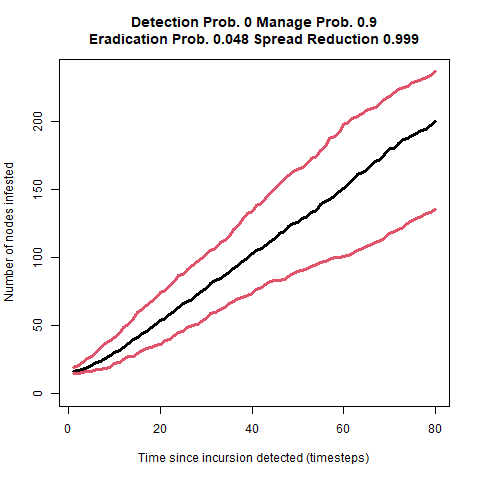 Detection Prob. 0 Manage Prob. 0.9
Eradication Prob. 0.048 Spread Reduction 0.999
Number of nodes infested
200
150
100
50
0
0 20 40 60 80
Time since incursion detected (timesteps)